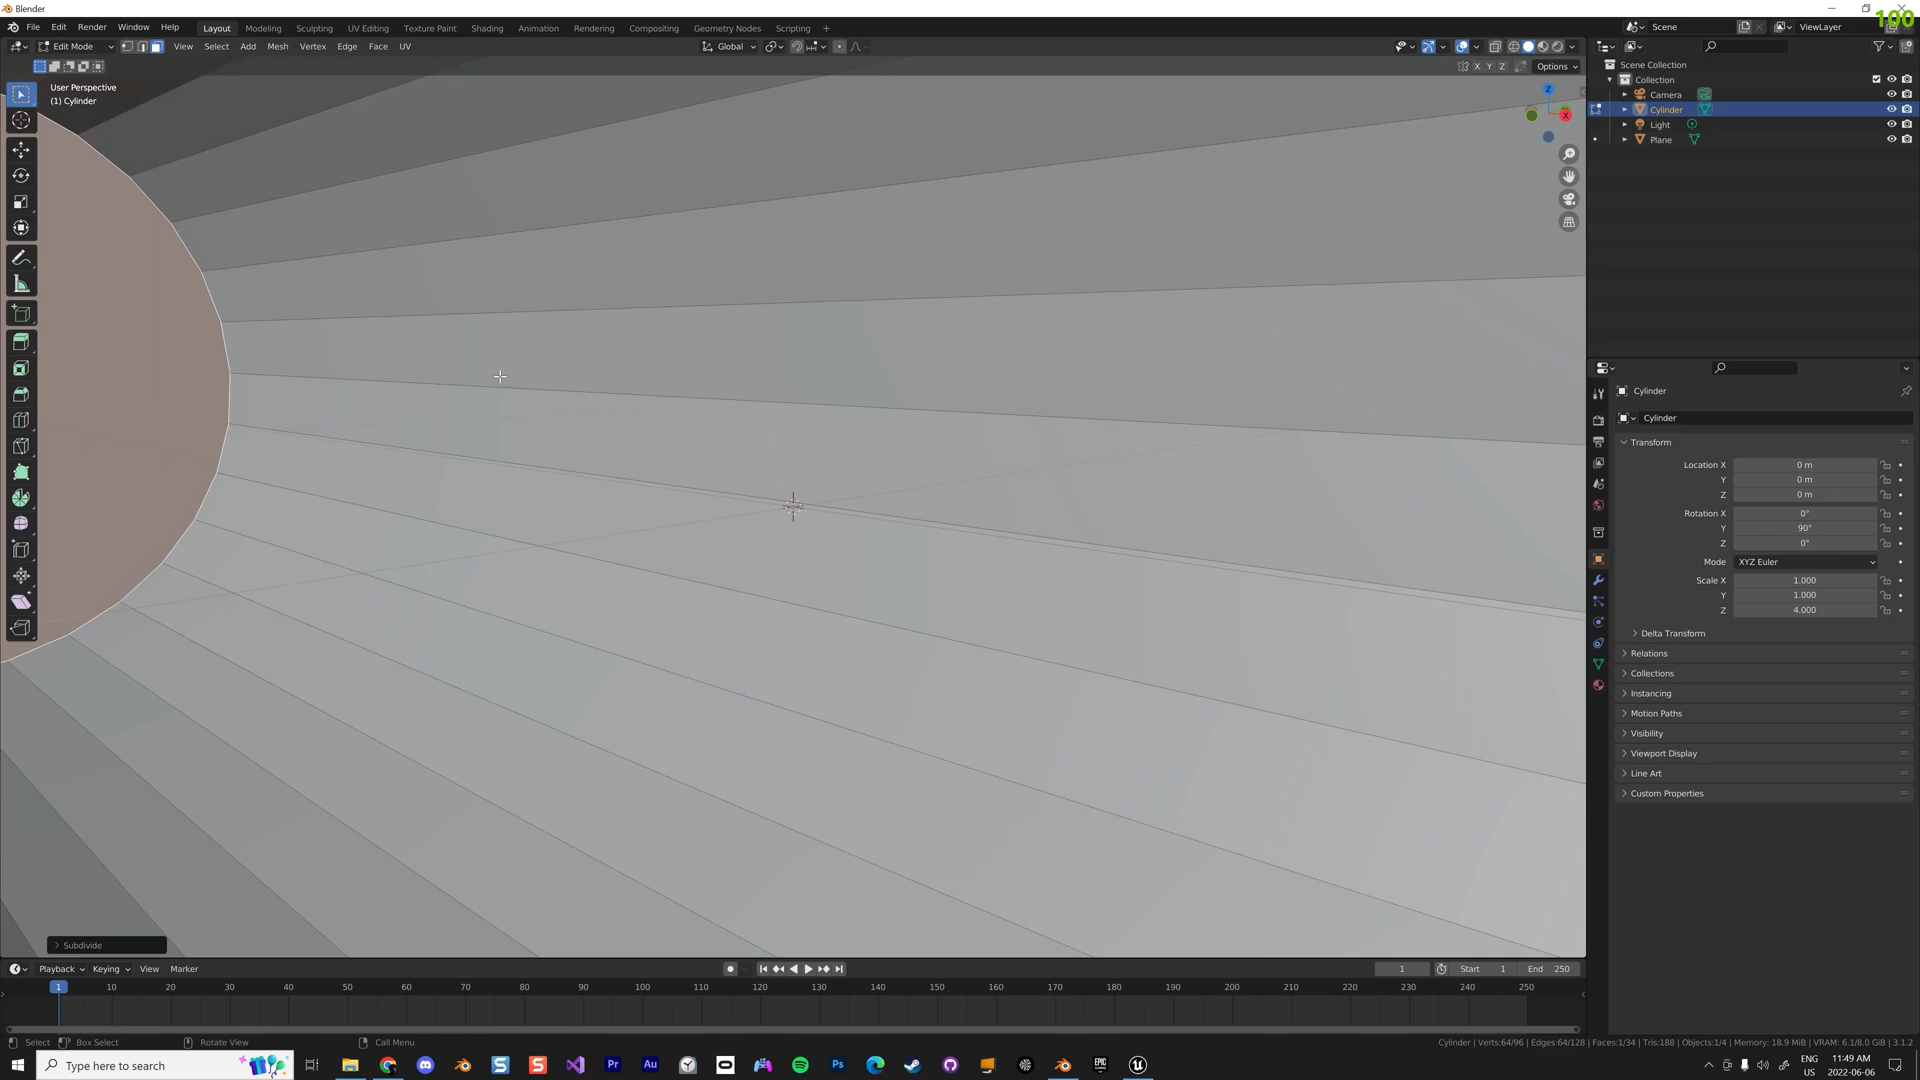 Blender
100
File Edit Render Window Help Layout Modeling Sculpting UV Editing Texture Paint Shading Animation Rendering Compositing Geometry Nodes Scripting + Scene ViewLayer
Edit Mode View Select Add Mesh Vertex Edge Face UV Global
X Y Z Options
User Perspective
(1) Cylinder
Z
X
Scene Collection
Collection
Camera
Cylinder
Light
Plane
Cylinder
Cylinder
Transform
Location X 0 m
Y 0 m
Z 0 m
Rotation X 0°
Y 90°
Z 0°
Mode XYZ Euler
Scale X 1.000
Y 1.000
Z 4.000
Delta Transform
Relations
Collections
Instancing
Motion Paths
Visibility
Viewport Display
Line Art
Custom Properties
Subdivide
Playback Keying View Marker 1 Start 1 End 250
1 10 20 30 40 50 60 70 80 90 100 110 120 130 140 150 160 170 180 190 200 210 220 230 240 250
Select Box Select Rotate View Call Menu Cylinder | Verts:64/96 | Edges:64/128 | Faces:1/34 | Tris:188 | Objects:1/4 | Memory: 18.9 MiB | VRAM: 6.1/8.0 GiB | 3.1.2
Type here to search Pr Au Ps ENG 11:49 AM
US 2022-06-06